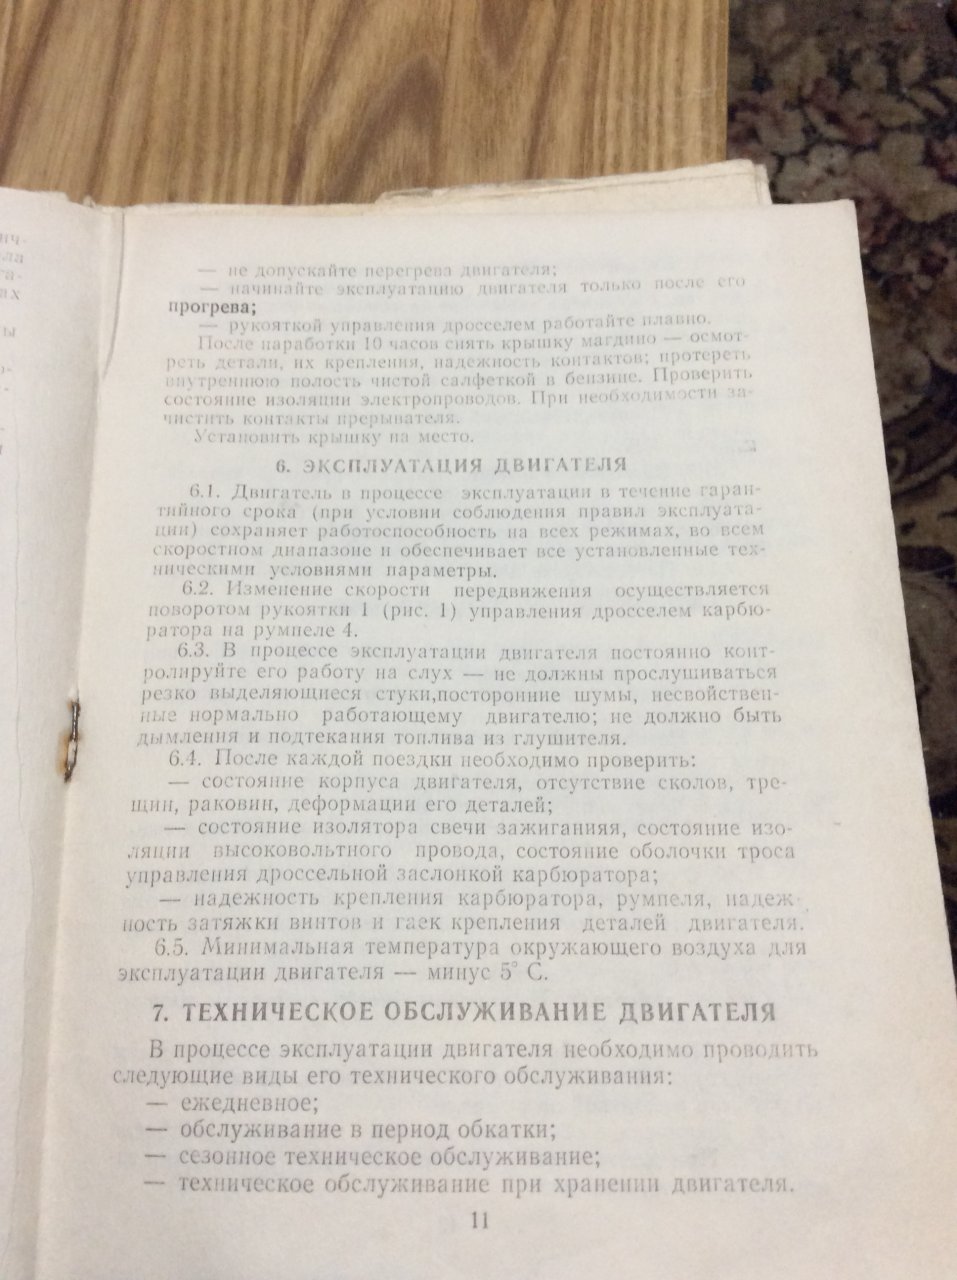 ич-
ла
га-
ах
ы
— не допускайте перегрева двигателя;
— начинайте эксплуатацию двигателя только после его
прогрева;
— рукояткой управления дросселем работайте плавно.
После наработки 10 часов снять крышку магдино — осмот-
реть детали, их крепления, надежность контактов; протереть
внутреннюю полость чистой салфеткой в бензине. Проверить
состояние изоляции электропроводов. При необходимости за-
чистить контакты прерывателя.
Установить крышку на место.
6. ЭКСПЛУАТАЦИЯ ДВИГАТЕЛЯ
6.1. Двигатель в процессе эксплуатации в течение гаран-
тийного срока (при условии соблюдения правил эксплуата-
ции) сохраняет работоспособность на всех режимах, во всем
скоростном диапазоне и обеспечивает все установленные тех-
ническими условиями параметры.
6.2. Изменение скорости передвижения осуществляется
поворотом рукоятки 1 (рис. 1) управления дросселем карбю-
ратора на румпеле 4.
6.3. В процессе эксплуатации двигателя постоянно конт-
ролируйте его работу на слух — не должны прослушиваться
резко выделяющиеся стуки,посторонние шумы, несвойствен-
ные нормально работающему двигателю; не должно быть
дымления и подтекания топлива из глушителя.
6.4. После каждой поездки необходимо проверить:
— состояние корпуса двигателя, отсутствие сколов, тре-
щин, раковин, деформации его деталей;
— состояние изолятора свечи зажиганияя, состояние изо-
ляции высоковольтного провода, состояние оболочки троса
управления дроссельной заслонкой карбюратора;
— надежность крепления карбюратора, румпеля, надеж-
ность затяжки винтов и гаек крепления деталей двигателя.
6.5. Минимальная температура окружающего воздуха для
эксплуатации двигателя — минус 5° С.
7. ТЕХНИЧЕСКОЕ ОБСЛУЖИВАНИЕ ДВИГАТЕЛЯ
В процессе эксплуатации двигателя необходимо проводить
следующие виды его технического обслуживания:
— ежедневное;
— обслуживание в период обкатки;
— сезонное техническое обслуживание;
— техническое обслуживание при хранении двигателя.
11